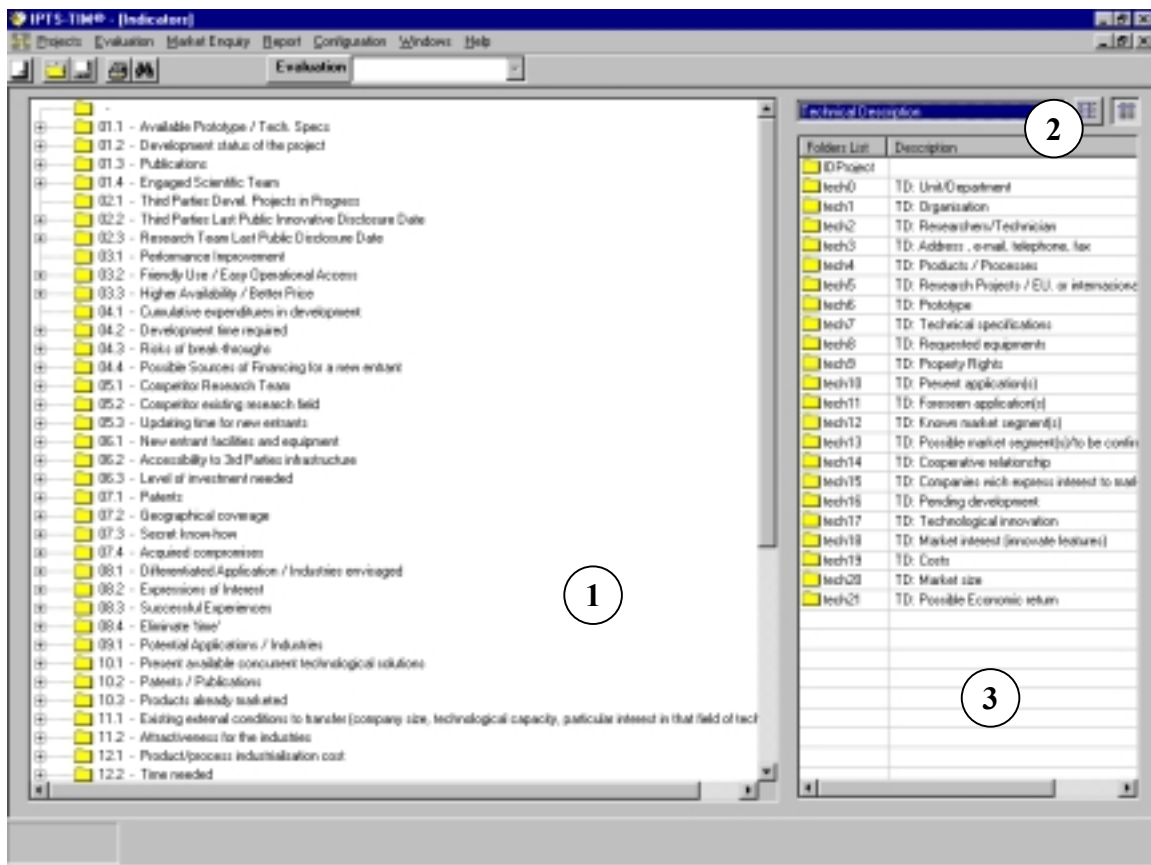 IPTS-TIM® - [Indicators]
Projects Evaluation Market Enquiry Report Configuration Windows Help
Evaluation
-
01.1 - Available Prototype / Tech. Specs
01.2 - Development status of the project
01.3 - Publications
01.4 - Engaged Scientific Team
02.1 - Third Parties Devel. Projects in Progress
02.2 - Third Parties Last Public Innovative Disclosure Date
02.3 - Research Team Last Public Disclosure Date
03.1 - Performance Improvement
03.2 - Friendly Use / Easy Operational Access
03.3 - Higher Availability / Better Price
04.1 - Cumulative expenditures in development
04.2 - Development time required
04.3 - Risks of break-throughs
04.4 - Possible Sources of Financing for a new entrant
05.1 - Competitor Research Team
05.2 - Competitor existing research field
05.3 - Updating time for new entrants
06.1 - New entrant facilities and equipment
06.2 - Accessibility to 3rd Parties infrastructure
06.3 - Level of investment needed
07.1 - Patents
07.2 - Geographical coverage
07.3 - Secret know-how
07.4 - Acquired compromises
08.1 - Differentiated Application / Industries envisaged
08.2 - Expressions of Interest
08.3 - Successful Experiences
08.4 - Eliminate 'time'
09.1 - Potential Applications / Industries
10.1 - Present available concurrent technological solutions
10.2 - Patents / Publications
10.3 - Products already marketed
11.1 - Existing external conditions to transfer (company size, technological capacity, particular interest in that field of tech
11.2 - Attractiveness for the industries
12.1 - Product/process industrialisation cost
12.2 - Time needed
1
Technical Description
2
Folders List Description
IDProject
tech0 TD: Unit/Department
tech1 TD: Organisation
tech2 TD: Researchers/Technician
tech3 TD: Address , e-mail, telephone, fax
tech4 TD: Products / Processes
tech5 TD: Research Projects / EU. or internacione
tech6 TD: Prototype
tech7 TD: Technical specifications
tech8 TD: Requested equipments
tech9 TD: Property Rights
tech10 TD: Present application(s)
tech11 TD: Foreseen application(s)
tech12 TD: Known market segment(s)
tech13 TD: Possible market segment(s)/to be confir
tech14 TD: Cooperative relationship
tech15 TD: Companies wich express interest to mark
tech16 TD: Pending development
tech17 TD: Technological innovation
tech18 TD: Market interest (innovate features)
tech19 TD: Costs
tech20 TD: Market size
tech21 TD: Possible Economic return
3